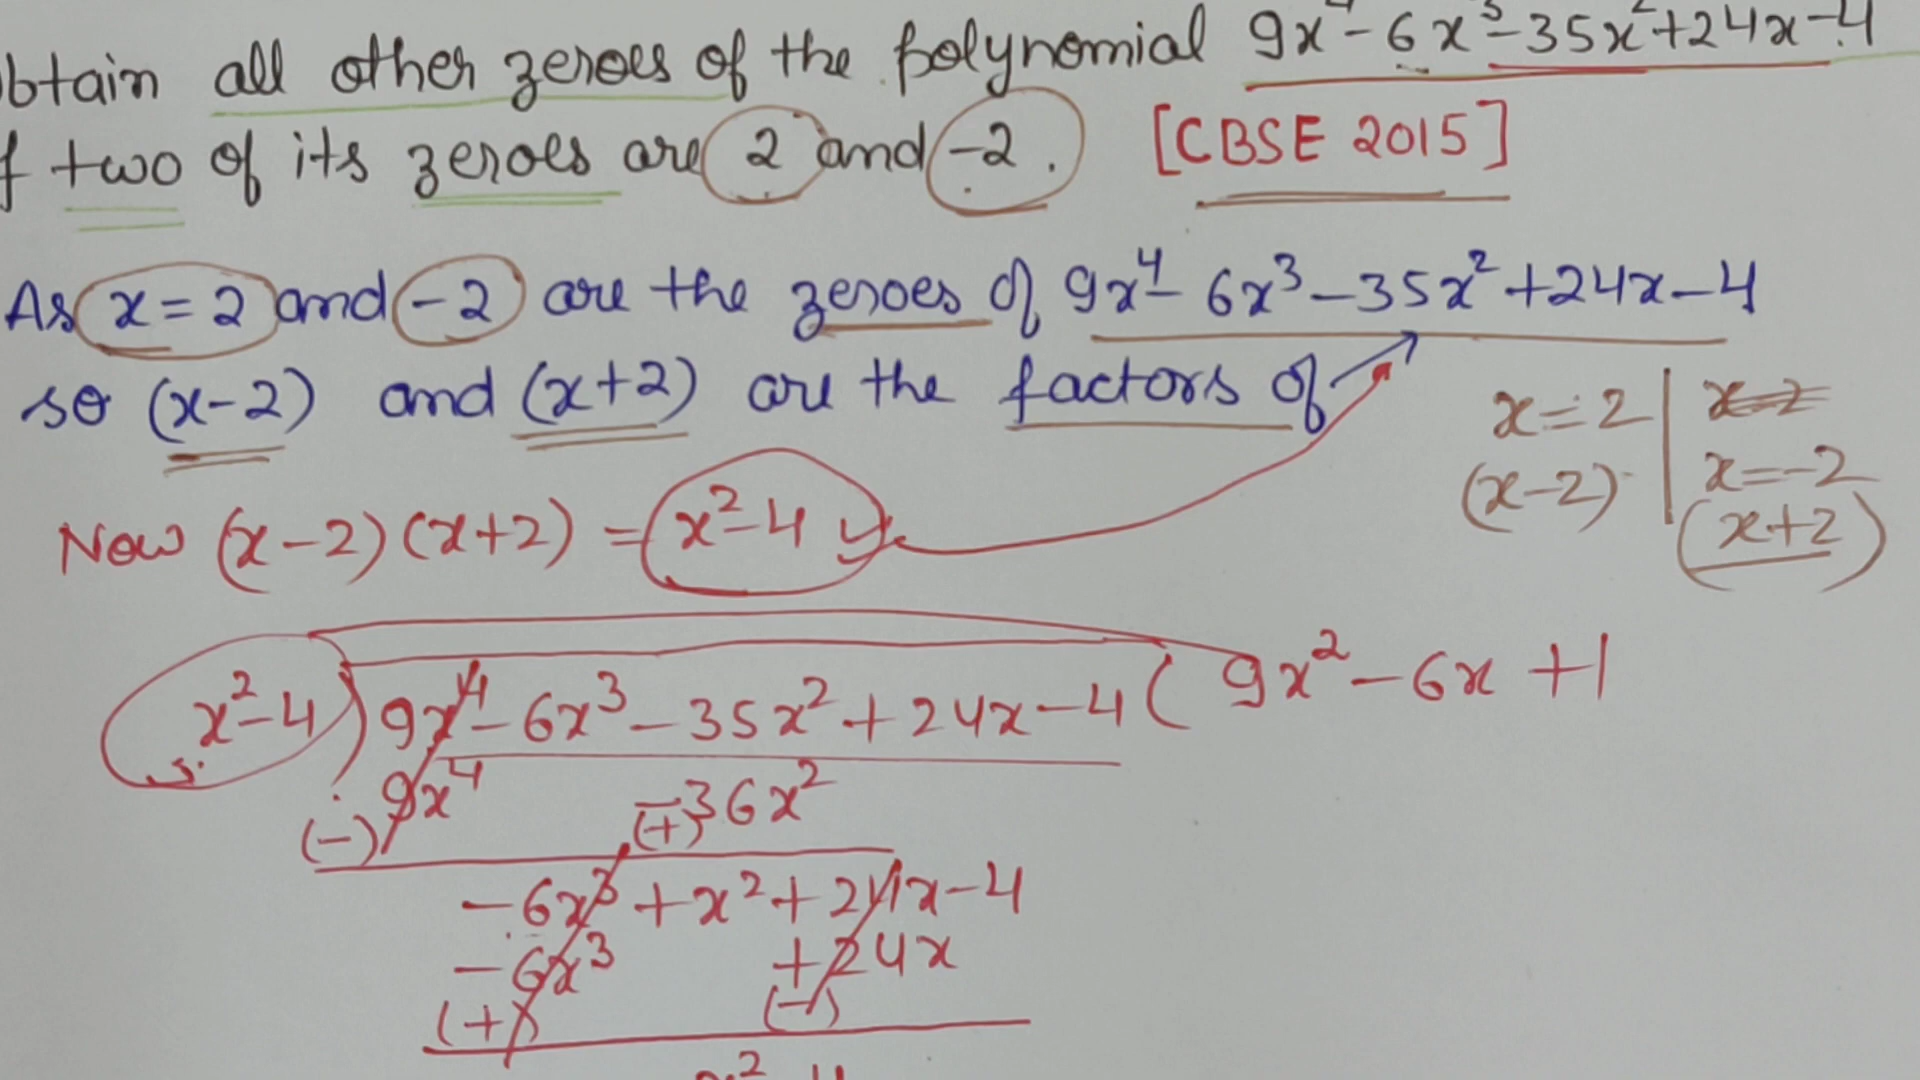 btain all other zeroes of the polynomial 9x⁴-6x³-35x²+24x-4
f two of its zeroes are 2 and -2. [CBSE 2015]
As x=2 and -2 are the zeroes of 9x⁴-6x³-35x²+24x-4
so (x-2) and (x+2) are the factors of
x=2 | x=2
(x-2) | x=-2
(x+2)
Now (x-2)(x+2) = x²-4
x²-4)9x⁴-6x³-35x²+24x-4(9x²-6x+1
9x⁴ -36x²
(-) (+)
-6x³+x²+24x-4
-6x³ +24x
(+) (-)